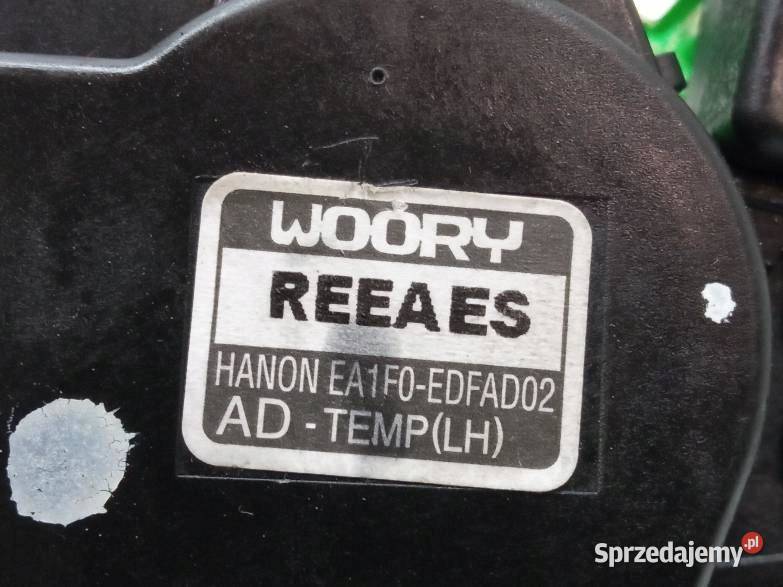 WOORY
REEAES
HANON EA1F0-EDFAD02
AD - TEMP(LH)
Sprzedajemy.pl